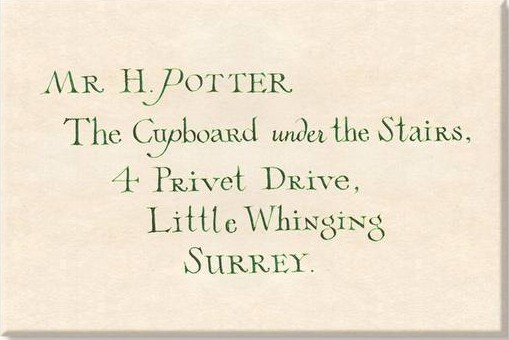 Mr H. Potter
The Cupboard under the Stairs,
4 Privet Drive,
Little Whinging
Surrey.